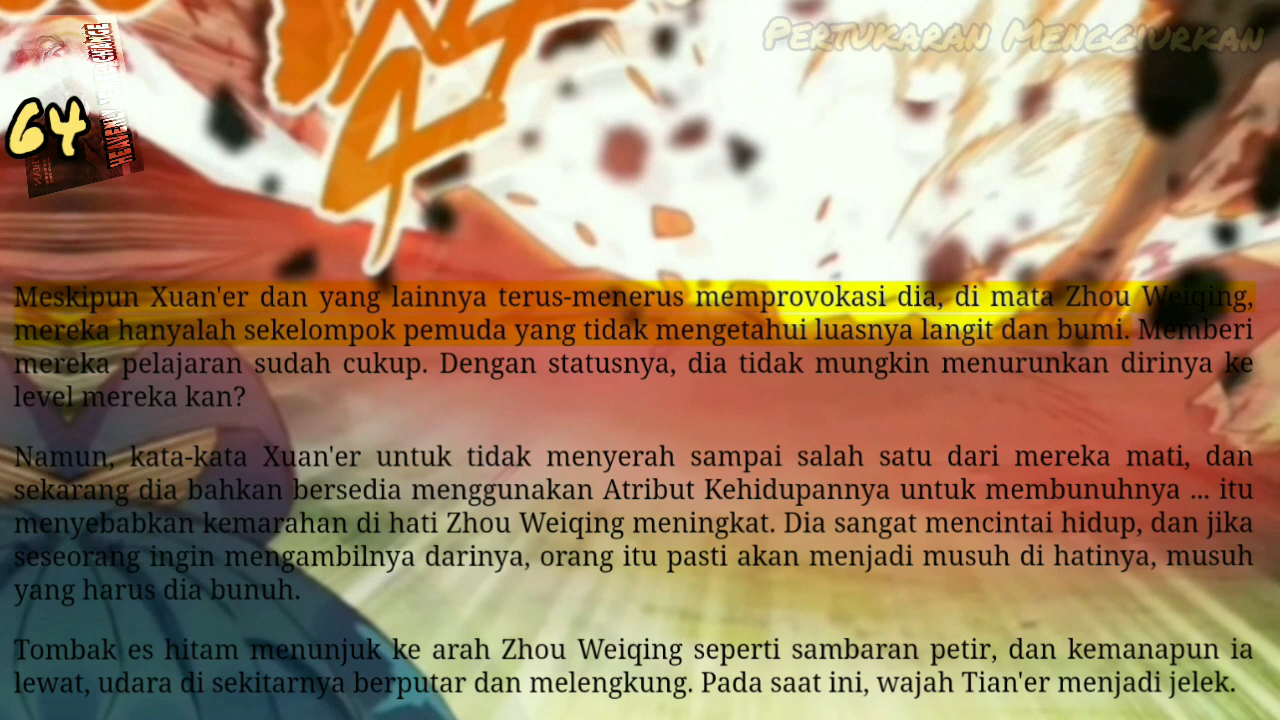 Pertukaran Menggiurkan
64
Meskipun Xuan'er dan yang lainnya terus-menerus memprovokasi dia, di mata Zhou Weiqing,
mereka hanyalah sekelompok pemuda yang tidak mengetahui luasnya langit dan bumi. Memberi
mereka pelajaran sudah cukup. Dengan statusnya, dia tidak mungkin menurunkan dirinya ke
level mereka kan?
Namun, kata-kata Xuan'er untuk tidak menyerah sampai salah satu dari mereka mati, dan
sekarang dia bahkan bersedia menggunakan Atribut Kehidupannya untuk membunuhnya ... itu
menyebabkan kemarahan di hati Zhou Weiqing meningkat. Dia sangat mencintai hidup, dan jika
seseorang ingin mengambilnya darinya, orang itu pasti akan menjadi musuh di hatinya, musuh
yang harus dia bunuh.
Tombak es hitam menunjuk ke arah Zhou Weiqing seperti sambaran petir, dan kemanapun ia
lewat, udara di sekitarnya berputar dan melengkung. Pada saat ini, wajah Tian'er menjadi jelek.